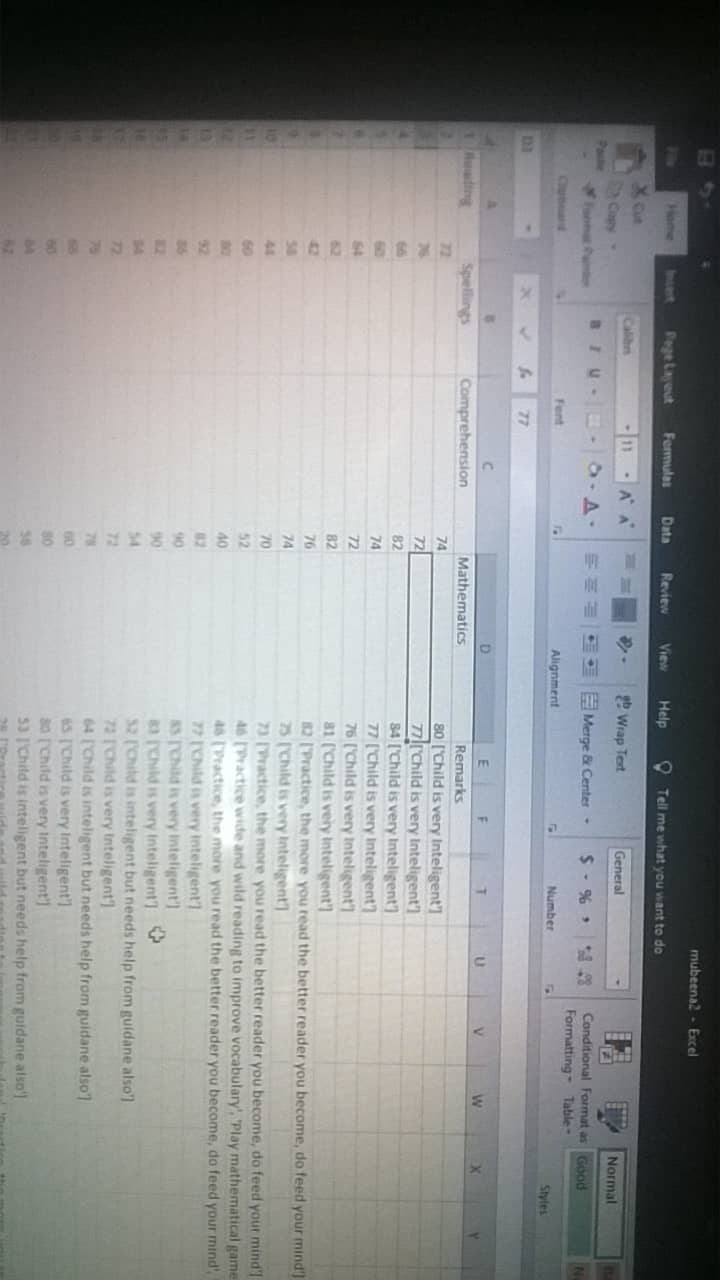 mubeena2 - Excel
File Home Insert Page Layout Formulas Data Review View Help Tell me what you want to do
Cut Calibri 11 A A ab Wrap Text General Normal
Copy
Paste Format Painter B I U A Merge & Center $ % , Conditional Format as Good
Formatting Table
Clipboard Font Alignment Number Styles
D3 fx 77
A B C D E F T U V W X Y
1 Reading Spellings Comprehension Mathematics Remarks
2 72 74 80 ['Child is very Inteligent']
3 76 72 77 ['Child is very Inteligent']
4 66 82 84 ['Child is very Inteligent']
5 60 74 77 ['Child is very Inteligent']
6 64 72 76 ['Child is very Inteligent']
7 62 82 81 ['Child is very Inteligent']
8 42 76 82 ['Practice, the more you read the better reader you become, do feed your mind']
9 58 74 75 ['Child is very Inteligent']
10 44 70 73 ['Practice, the more you read the better reader you become, do feed your mind']
11 60 52 46 ['Practice wide and wild reading to improve vocabulary', 'Play mathematical game
12 80 40 46 ['Practice, the more you read the better reader you become, do feed your mind',
13 92 82 77 ['Child is very Inteligent']
14 86 90 85 ['Child is very Inteligent']
15 82 90 83 ['Child is very Inteligent']
16 84 54 52 ['Child is inteligent but needs help from guidane also']
17 72 72 72 ['Child is very Inteligent']
18 76 78 64 ['Child is inteligent but needs help from guidane also']
19 68 60 65 ['Child is very Inteligent']
20 60 80 80 ['Child is very Inteligent']
21 64 58 53 ['Child is inteligent but needs help from guidane also']
62 20